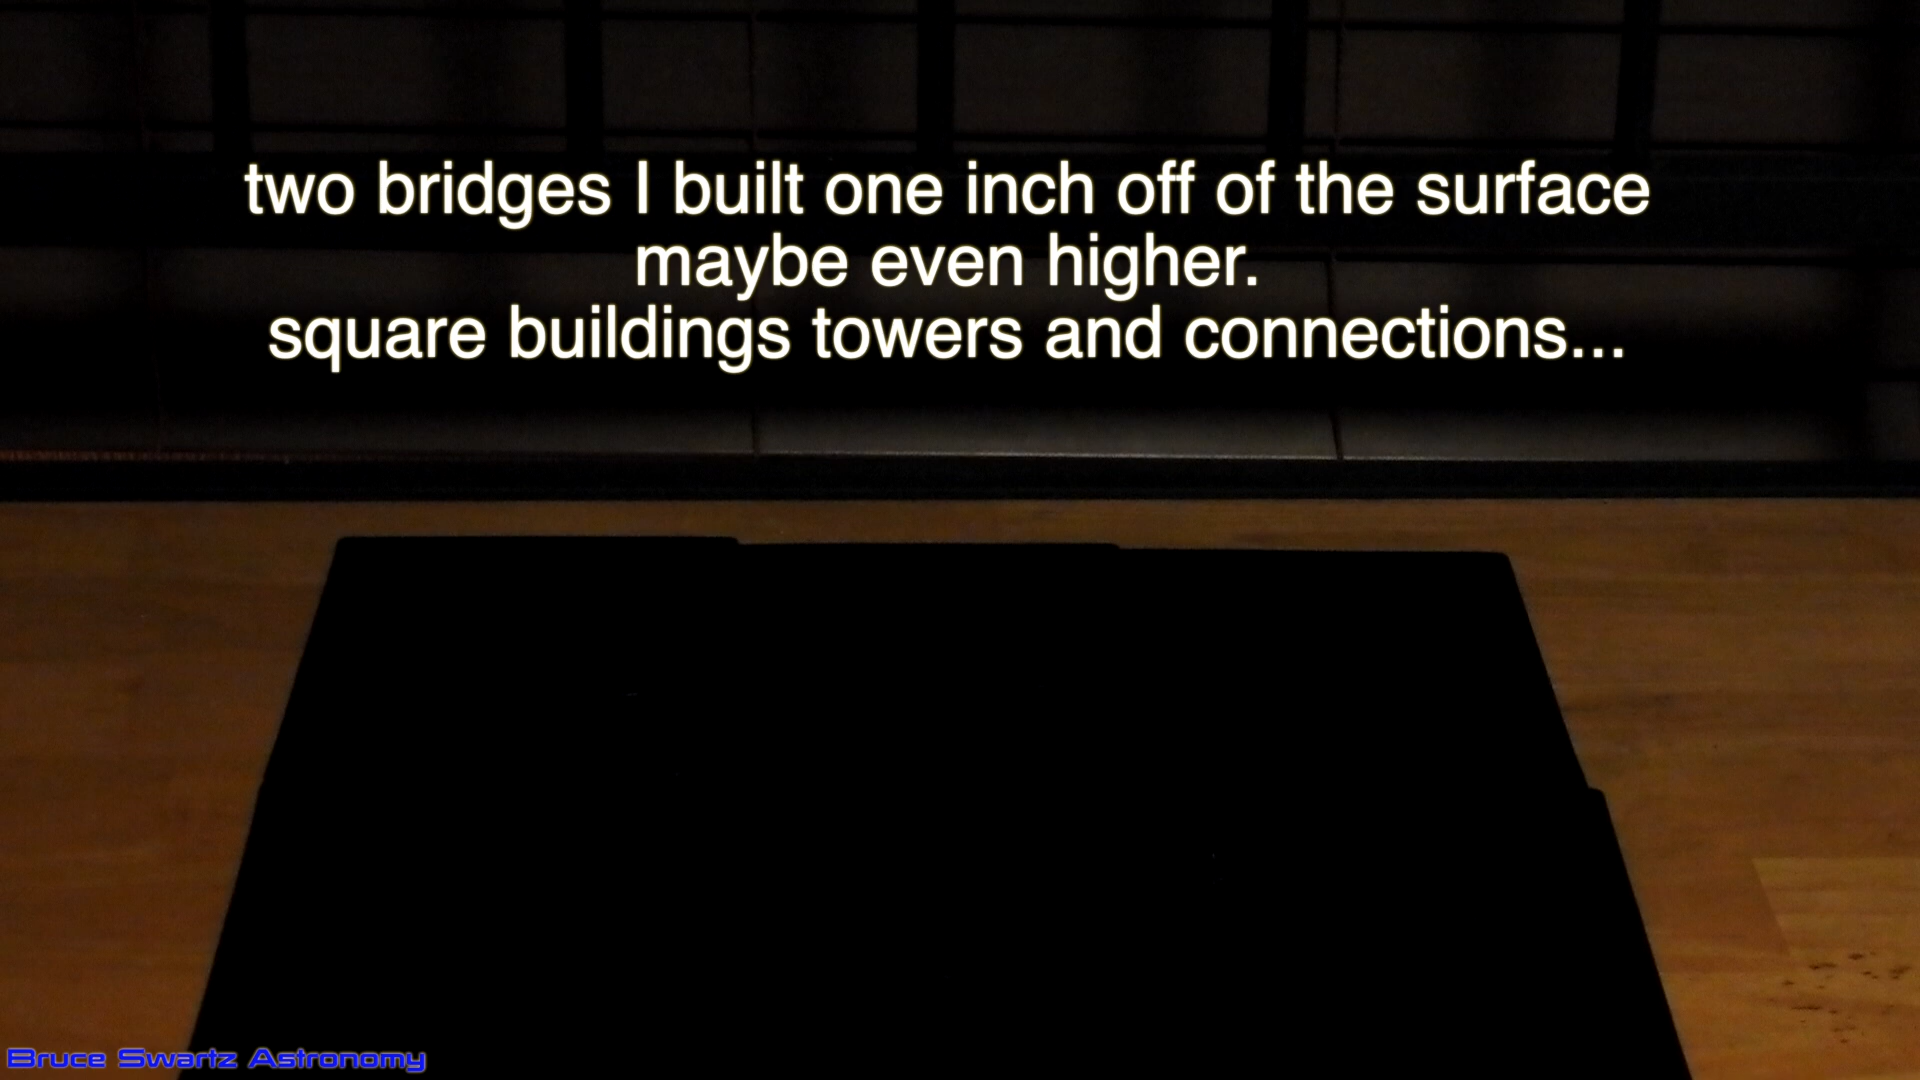 two bridges I built one inch off of the surface
maybe even higher.
square buildings towers and connections...
Bruce Swartz Astronomy